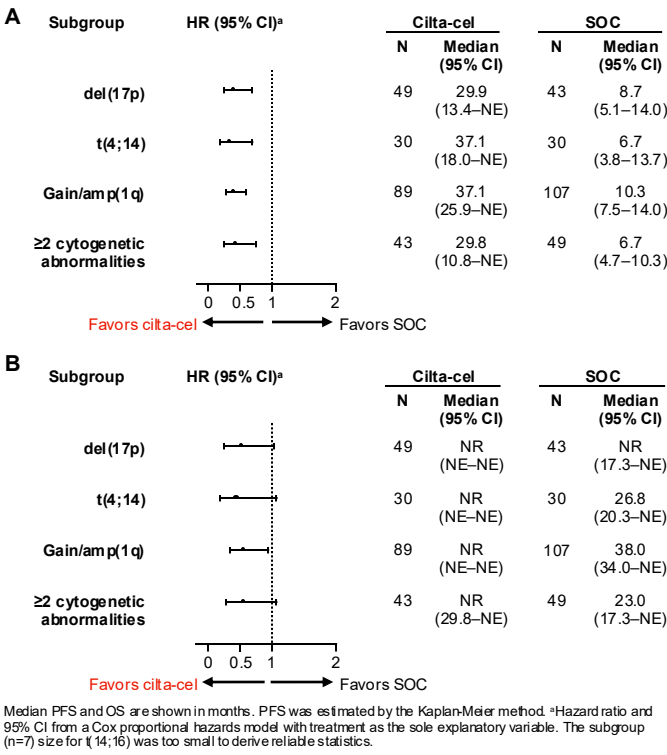 A
Subgroup HR (95% CI)ᵃ Cilta-cel SOC
N Median N Median
(95% CI) (95% CI)
del(17p) 49 29.9 43 8.7
(13.4–NE) (5.1–14.0)
t(4;14) 30 37.1 30 6.7
(18.0–NE) (3.8–13.7)
Gain/amp(1q) 89 37.1 107 10.3
(25.9–NE) (7.5–14.0)
≥2 cytogenetic 43 29.8 49 6.7
abnormalities (10.8–NE) (4.7–10.3)
0 0.5 1 2
Favors cilta-cel Favors SOC
B
Subgroup HR (95% CI)ᵃ Cilta-cel SOC
N Median N Median
(95% CI) (95% CI)
del(17p) 49 NR 43 NR
(NE–NE) (17.3–NE)
t(4;14) 30 NR 30 26.8
(NE–NE) (20.3–NE)
Gain/amp(1q) 89 NR 107 38.0
(NE–NE) (34.0–NE)
≥2 cytogenetic 43 NR 49 23.0
abnormalities (29.8–NE) (17.3–NE)
0 0.5 1 2
Favors cilta-cel Favors SOC
Median PFS and OS are shown in months. PFS was estimated by the Kaplan-Meier method. ᵃHazard ratio and
95% CI from a Cox proportional hazards model with treatment as the sole explanatory variable. The subgroup
(n=7) size for t(14;16) was too small to derive reliable statistics.